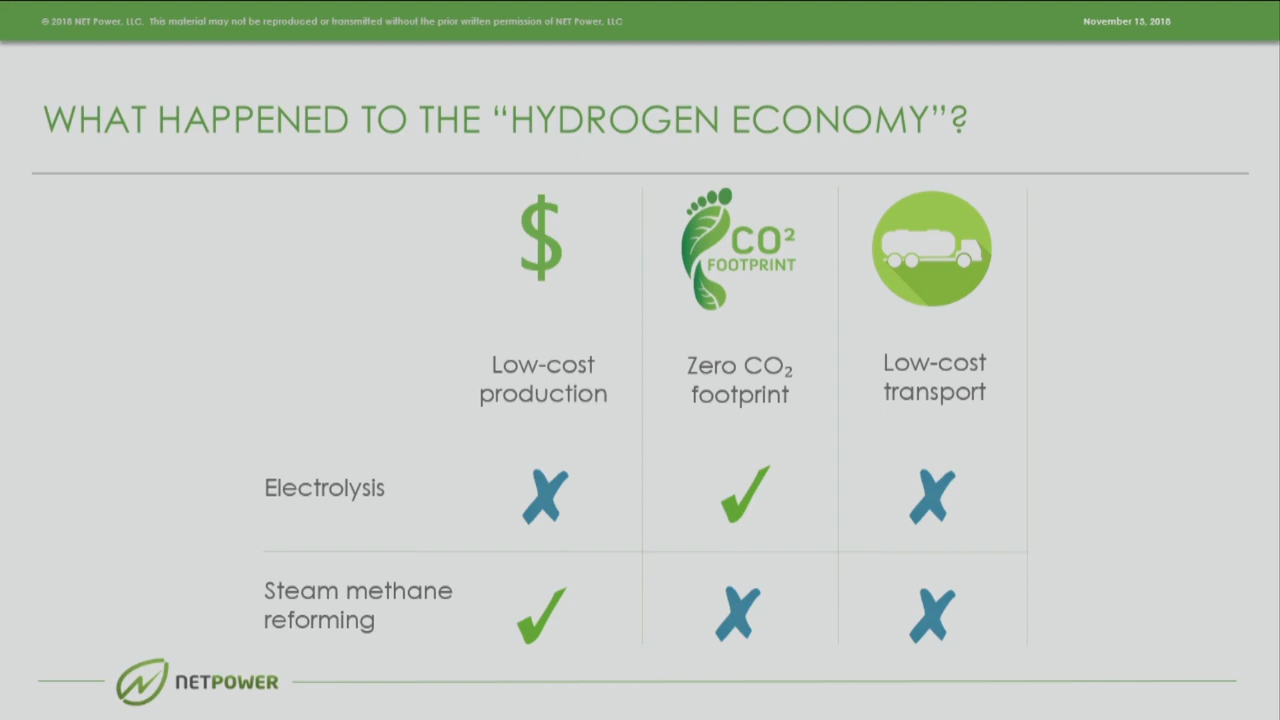 © 2018 NET Power, LLC. This material may not be reproduced or transmitted without the prior written permission of NET Power, LLC
November 13, 2018
WHAT HAPPENED TO THE “HYDROGEN ECONOMY”?
$
CO²
FOOTPRINT
Low-cost
production
Zero CO₂
footprint
Low-cost
transport
Electrolysis
Steam methane
reforming
NETPOWER